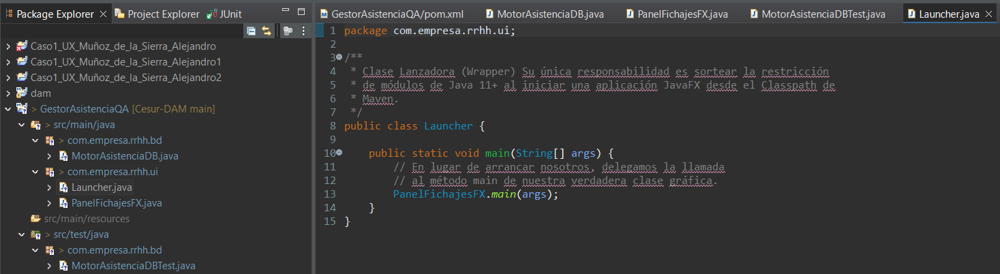 Package Explorer
Project Explorer
JUnit
Caso1_UX_Muñoz_de_la_Sierra_Alejandro
Caso1_UX_Muñoz_de_la_Sierra_Alejandro1
Caso1_UX_Muñoz_de_la_Sierra_Alejandro2
dam
> GestorAsistenciaQA [Cesur-DAM main]
> src/main/java
> com.empresa.rrhh.bd
MotorAsistenciaDB.java
> com.empresa.rrhh.ui
Launcher.java
PanelFichajesFX.java
src/main/resources
> src/test/java
> com.empresa.rrhh.bd
MotorAsistenciaDBTest.java
GestorAsistenciaQA/pom.xml
MotorAsistenciaDB.java
PanelFichajesFX.java
MotorAsistenciaDBTest.java
Launcher.java
1 package com.empresa.rrhh.ui;
2
3 /**
4  * Clase Lanzadora (Wrapper) Su única responsabilidad es sortear la restricción
5  * de módulos de Java 11+ al iniciar una aplicación JavaFX desde el Classpath de
6  * Maven.
7  */
8 public class Launcher {
9
10     public static void main(String[] args) {
11         // En lugar de arrancar nosotros, delegamos la llamada
12         // al método main de nuestra verdadera clase gráfica.
13         PanelFichajesFX.main(args);
14     }
15 }